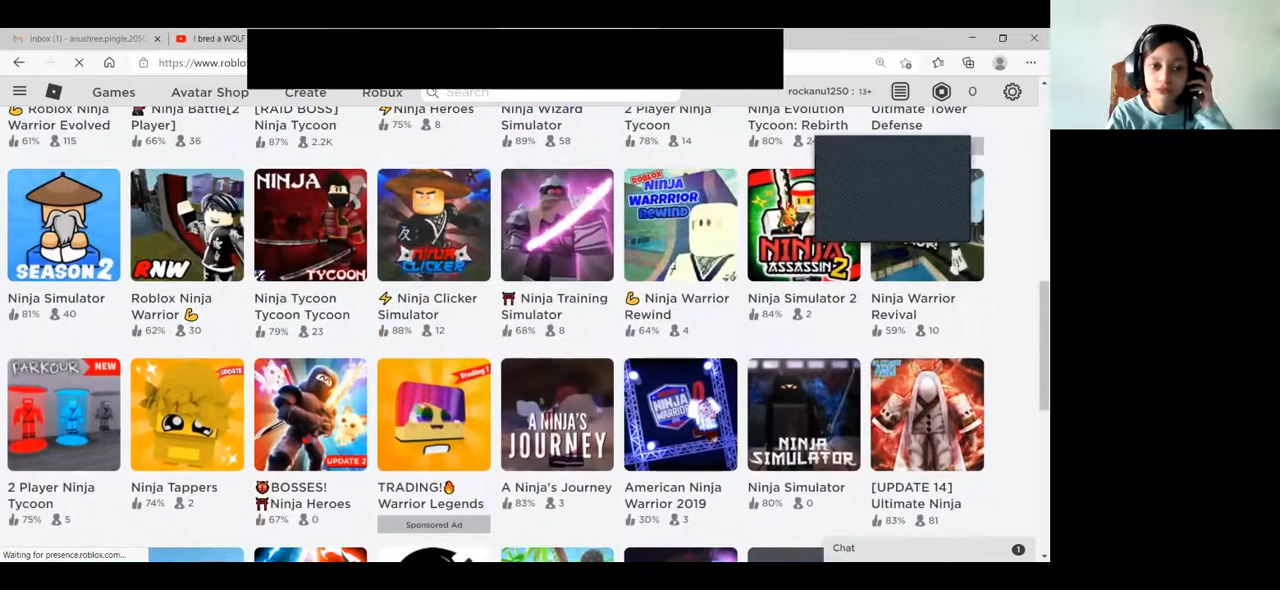 Inbox (1) - anushree.pingle.205
I bred a WOLF
https://www.roblo
Games Avatar Shop Create Robux Search rockanu1250 : 13+ 0
Roblox Ninja
Warrior Evolved
61% 115
Ninja Battle[2
Player]
66% 36
[RAID BOSS]
Ninja Tycoon
87% 2.2K
Ninja Heroes
75% 8
Ninja Wizard
Simulator
89% 58
2 Player Ninja
Tycoon
78% 14
Ninja Evolution
Tycoon: Rebirth
80%
Ultimate Tower
Defense
SEASON 2
RNW
NINJA
TYCOON
NINJA
CLICKER
ROBLOX
NINJA
WARRRIOR
REWIND
NINJA
ASSASSIN
2
Ninja Simulator
81% 40
Roblox Ninja
Warrior
62% 30
Ninja Tycoon
Tycoon Tycoon
79% 23
Ninja Clicker
Simulator
88% 12
Ninja Training
Simulator
68% 8
Ninja Warrior
Rewind
64% 4
Ninja Simulator 2
84% 2
Ninja Warrior
Revival
59% 10
PARKOUR NEW
UPDATE
UPDATE 2
Trading!
A NINJA'S
JOURNEY
NINJA
WARRIOR
NINJA
SIMULATOR
2 Player Ninja
Tycoon
75% 5
Ninja Tappers
74% 2
BOSSES!
Ninja Heroes
67% 0
TRADING!
Warrior Legends
Sponsored Ad
A Ninja's Journey
83% 3
American Ninja
Warrior 2019
30% 3
Ninja Simulator
80% 0
[UPDATE 14]
Ultimate Ninja
83% 81
Waiting for presence.roblox.com...
Chat 1